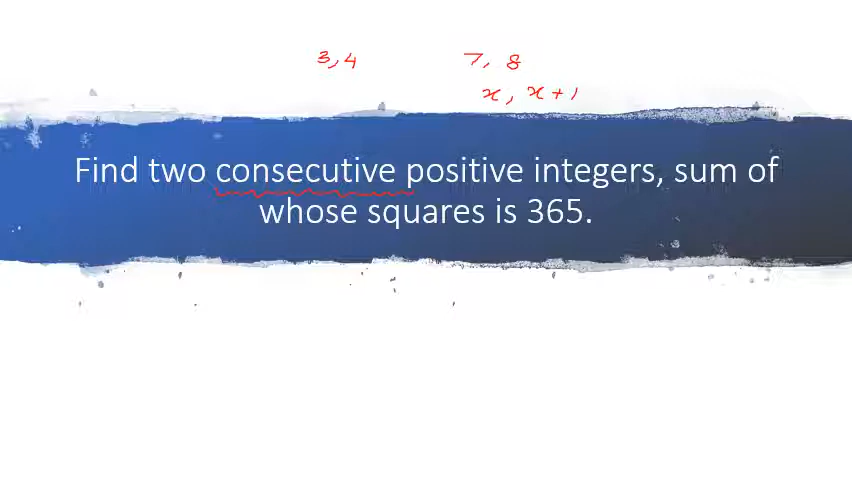 3, 4 7, 8
x, x + 1
Find two consecutive positive integers, sum of
whose squares is 365.